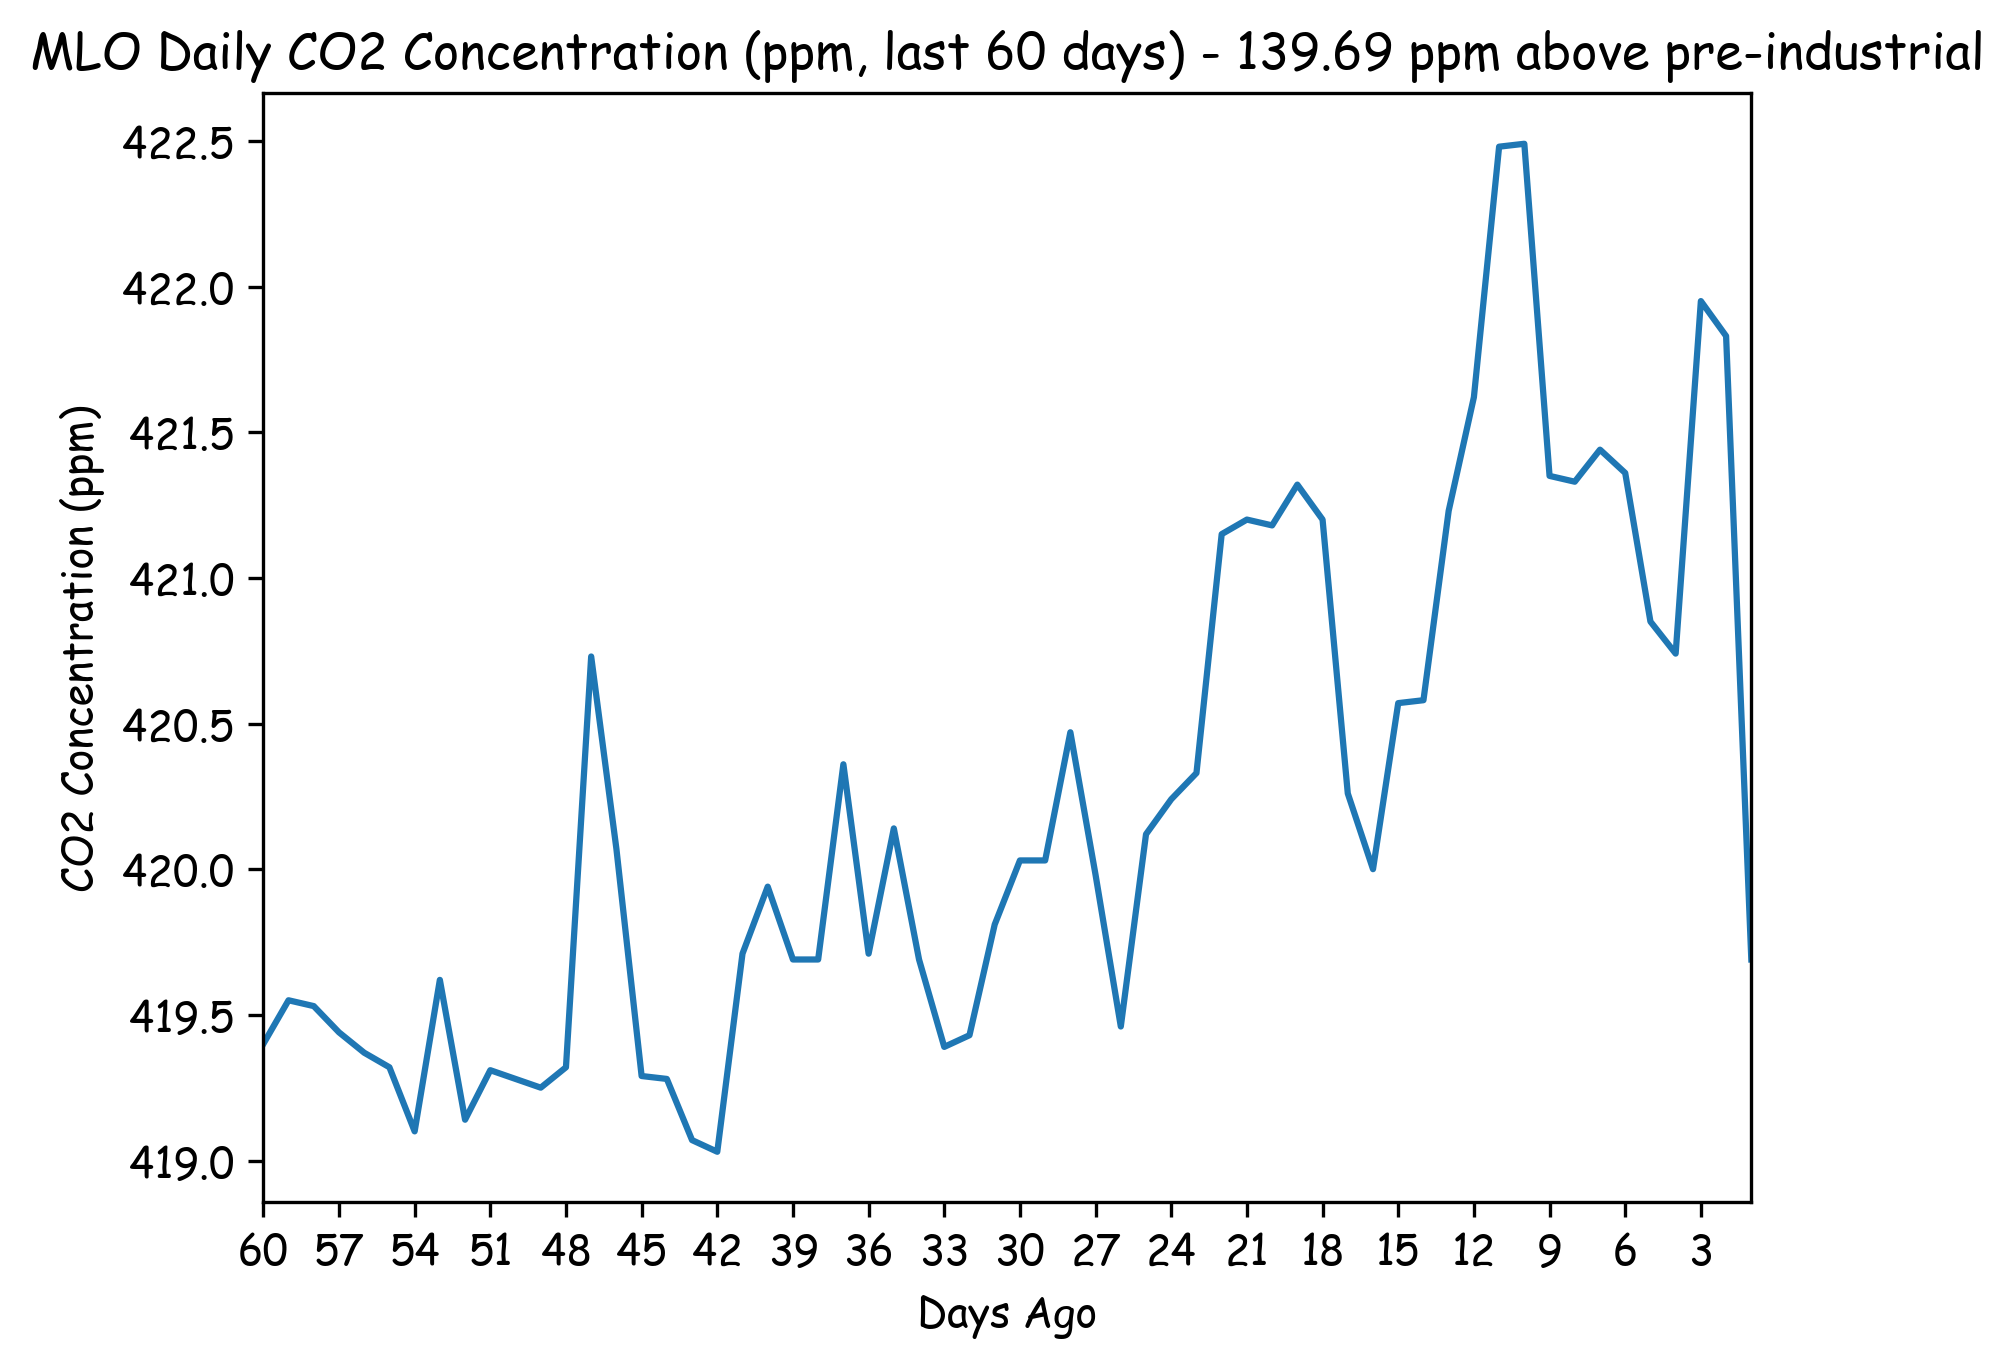 MLO Daily CO2 Concentration (ppm, last 60 days) - 139.69 ppm above pre-industrial
422.5
422.0
421.5
421.0
420.5
420.0
419.5
419.0
CO2 Concentration (ppm)
60 57 54 51 48 45 42 39 36 33 30 27 24 21 18 15 12 9 6 3
Days Ago